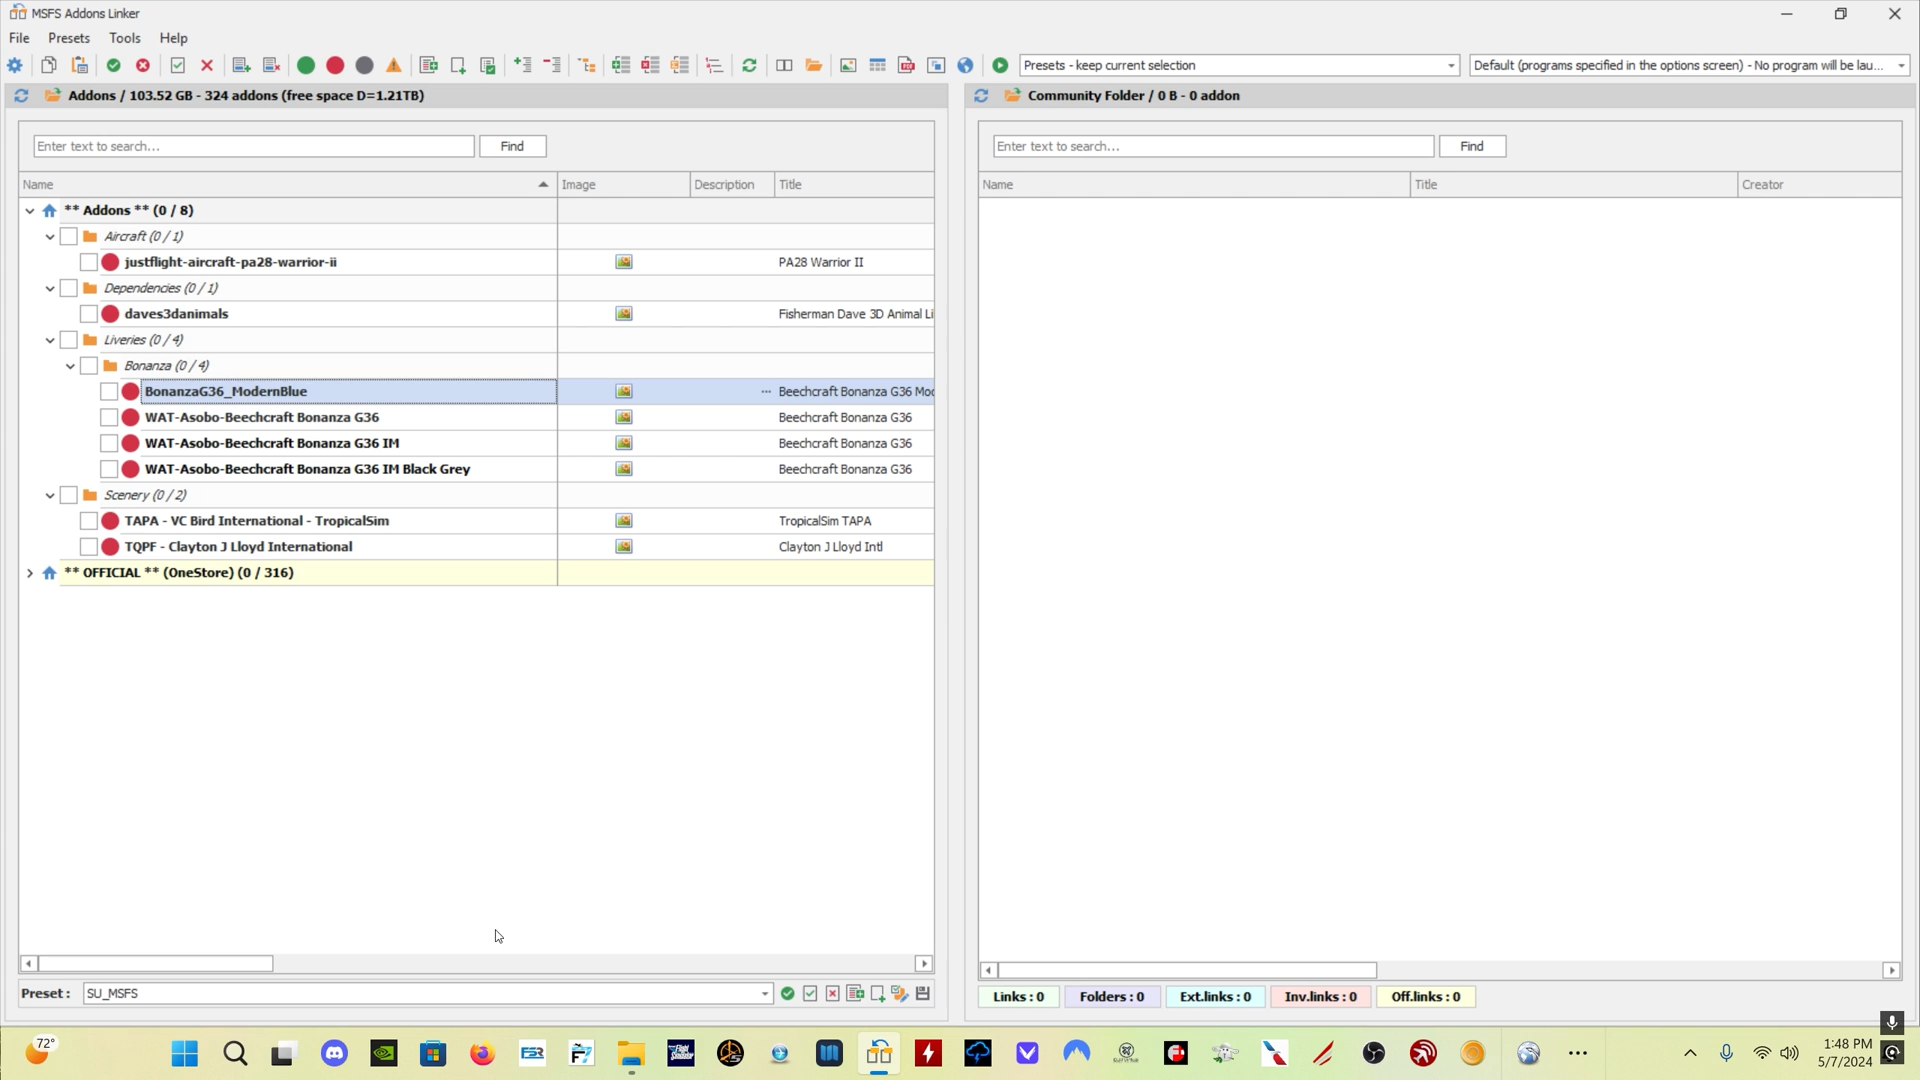 MSFS Addons Linker
File Presets Tools Help
Presets - keep current selection
Default (programs specified in the options screen) - No program will be lau...
Addons / 103.52 GB - 324 addons (free space D=1.21TB)
Community Folder / 0 B - 0 addon
Enter text to search... Find
Enter text to search... Find
Name Image Description Title
Name Title Creator
** Addons ** (0 / 8)
Aircraft (0 / 1)
justflight-aircraft-pa28-warrior-ii PA28 Warrior II
Dependencies (0 / 1)
daves3danimals Fisherman Dave 3D Animal Li
Liveries (0 / 4)
Bonanza (0 / 4)
BonanzaG36_ModernBlue ... Beechcraft Bonanza G36 Moc
WAT-Asobo-Beechcraft Bonanza G36 Beechcraft Bonanza G36
WAT-Asobo-Beechcraft Bonanza G36 IM Beechcraft Bonanza G36
WAT-Asobo-Beechcraft Bonanza G36 IM Black Grey Beechcraft Bonanza G36
Scenery (0 / 2)
TAPA - VC Bird International - TropicalSim TropicalSim TAPA
TQPF - Clayton J Lloyd International Clayton J Lloyd Intl
** OFFICIAL ** (OneStore) (0 / 316)
Preset : SU_MSFS
Links : 0 Folders : 0 Ext.links : 0 Inv.links : 0 Off.links : 0
72°
1:48 PM
5/7/2024